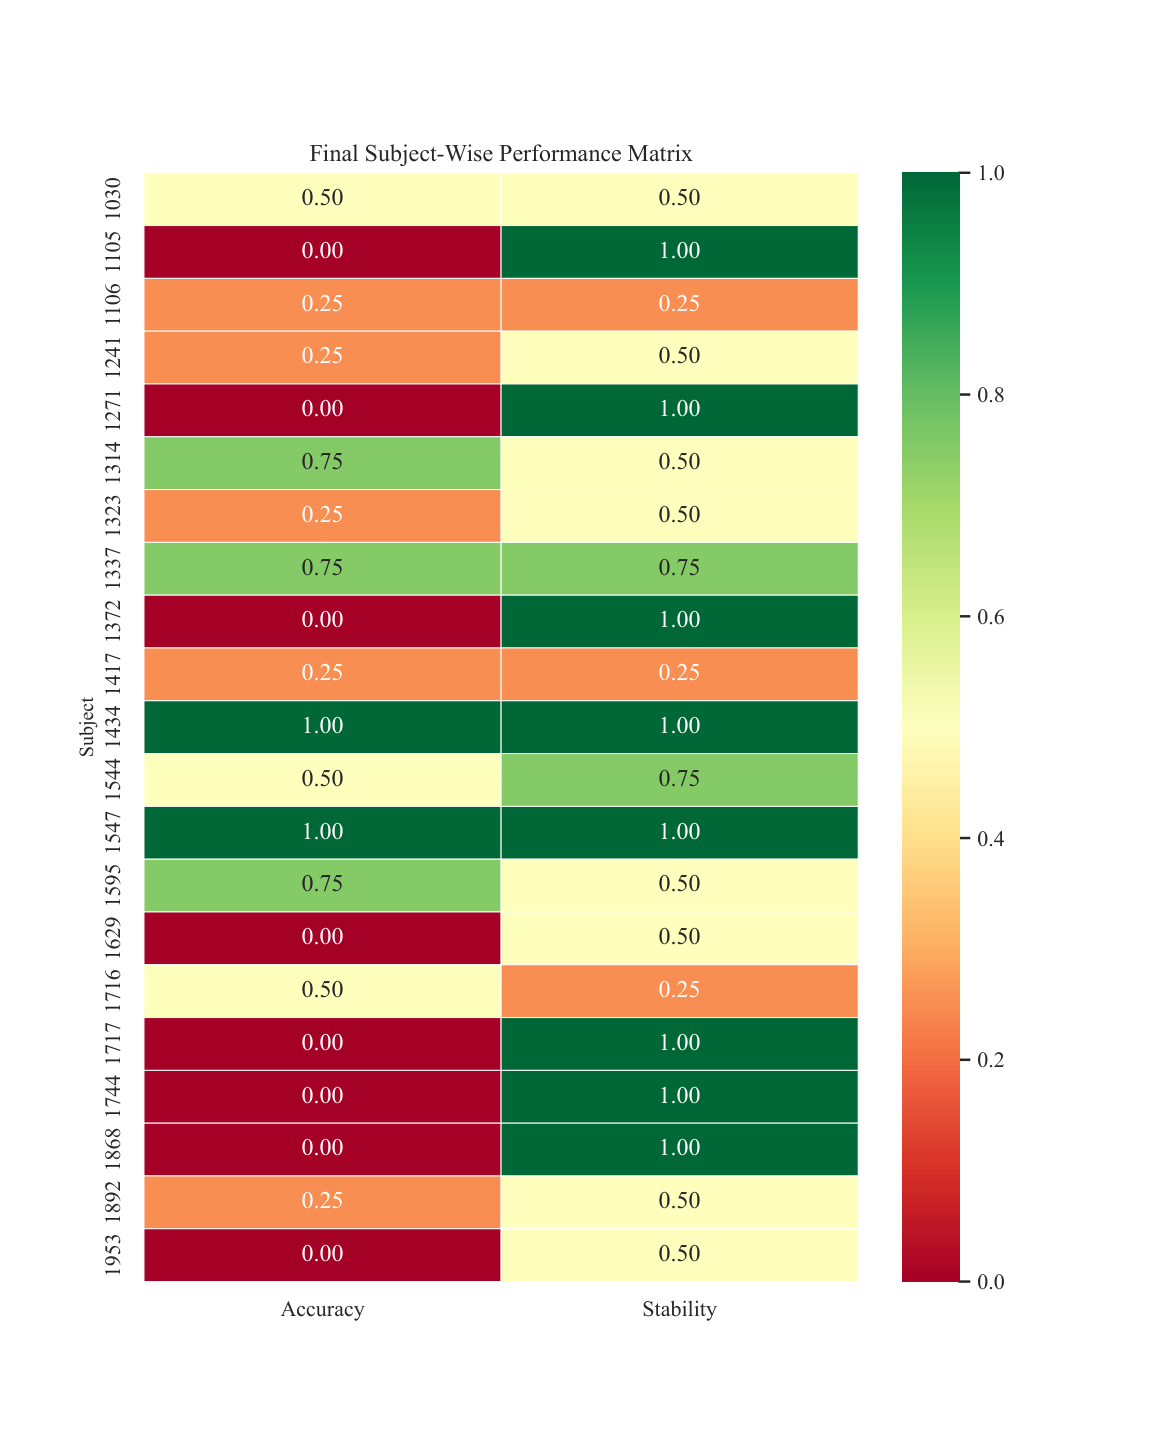 Final Subject-Wise Performance Matrix
1030 0.50 0.50
1105 0.00 1.00
1106 0.25 0.25
1241 0.25 0.50
1271 0.00 1.00
1314 0.75 0.50
1323 0.25 0.50
1337 0.75 0.75
1372 0.00 1.00
1417 0.25 0.25
1434 1.00 1.00
1544 0.50 0.75
1547 1.00 1.00
1595 0.75 0.50
1629 0.00 0.50
1716 0.50 0.25
1717 0.00 1.00
1744 0.00 1.00
1868 0.00 1.00
1892 0.25 0.50
1953 0.00 0.50
Subject
Accuracy Stability
1.0
0.8
0.6
0.4
0.2
0.0